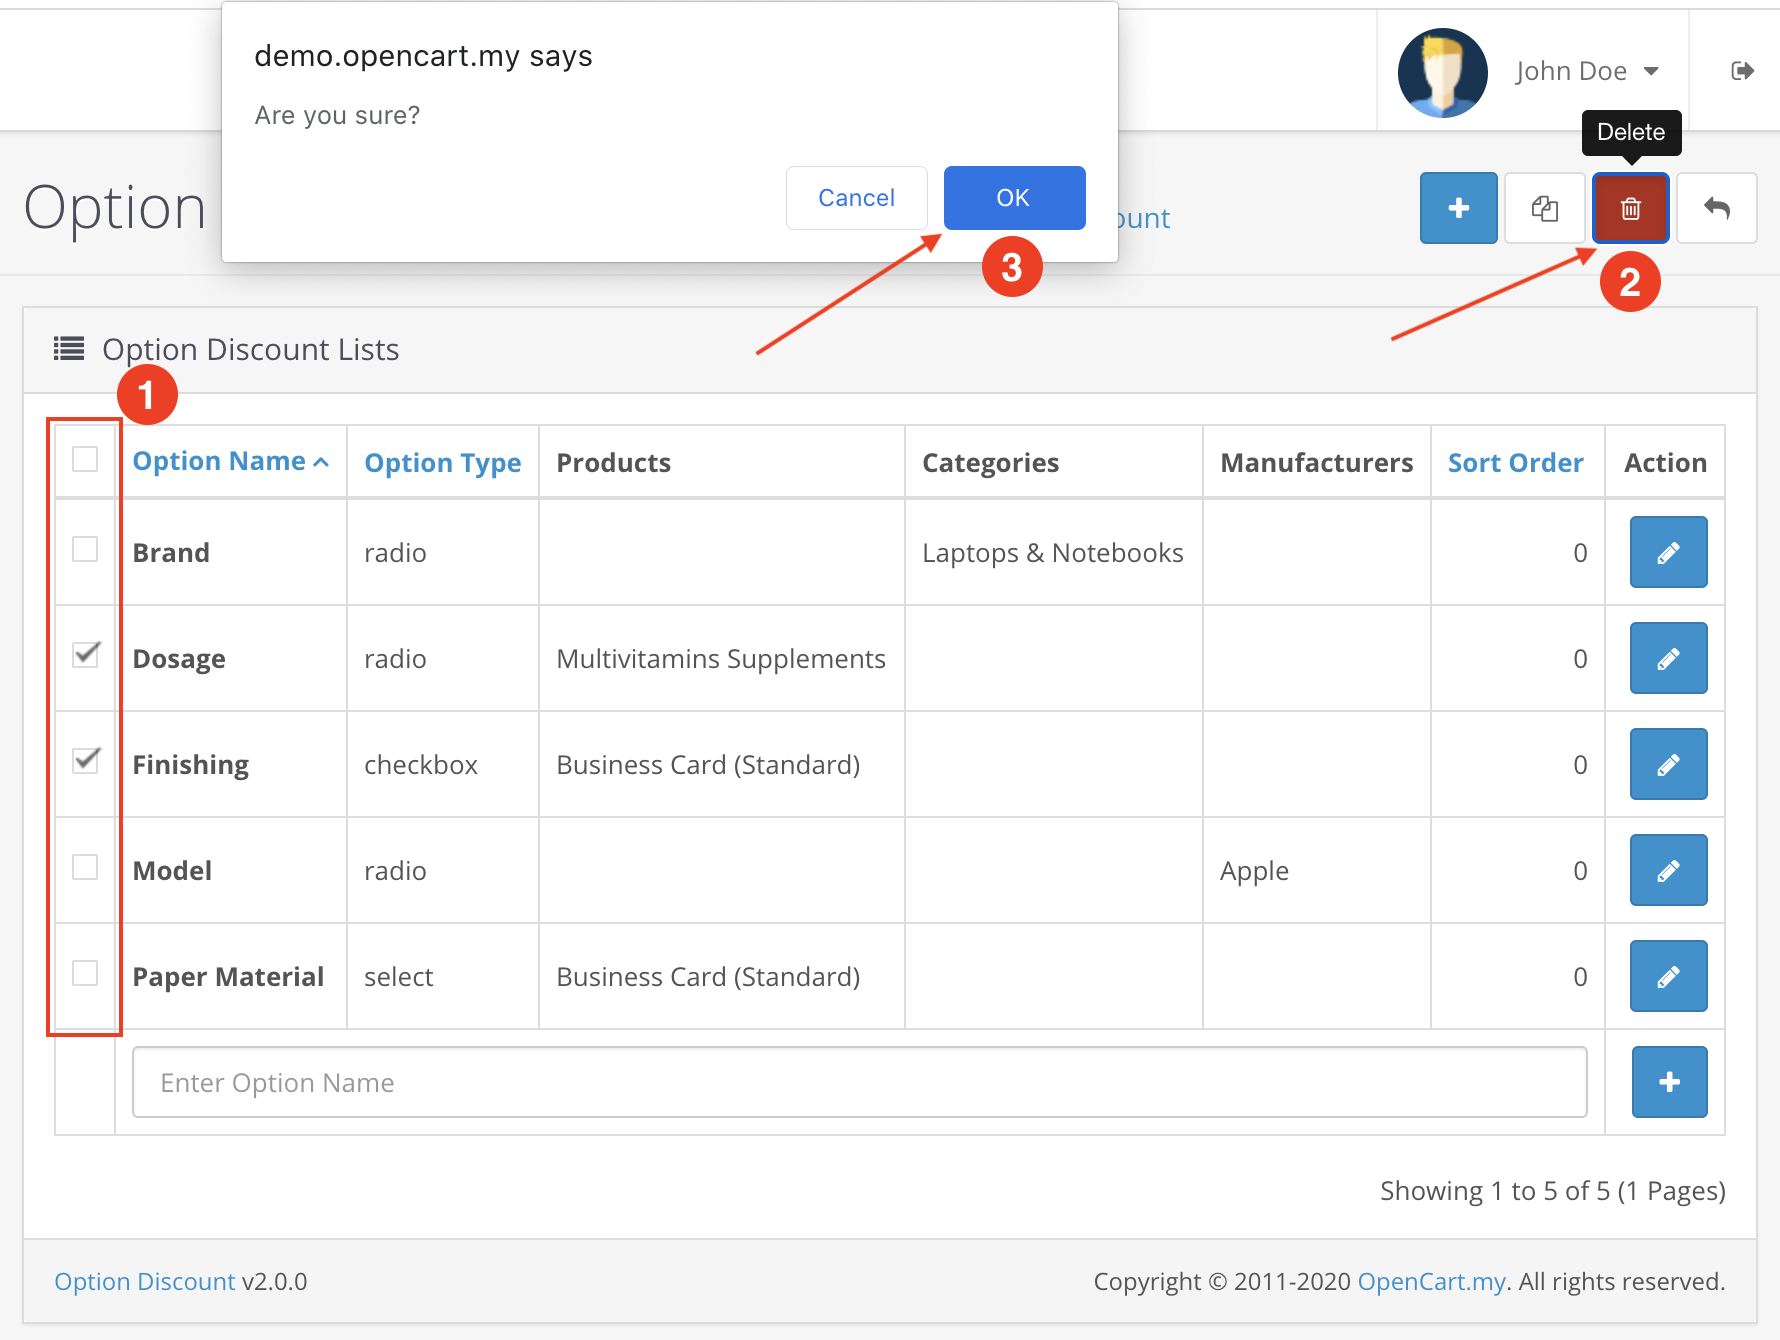 demo.opencart.my says
Are you sure?
Cancel
OK
3
John Doe
Delete
Option
ount
2
Option Discount Lists
1
Option Name Option Type Products Categories Manufacturers Sort Order Action
Brand radio Laptops & Notebooks 0
Dosage radio Multivitamins Supplements 0
Finishing checkbox Business Card (Standard) 0
Model radio Apple 0
Paper Material select Business Card (Standard) 0
Enter Option Name
Showing 1 to 5 of 5 (1 Pages)
Option Discount v2.0.0
Copyright © 2011-2020 OpenCart.my. All rights reserved.